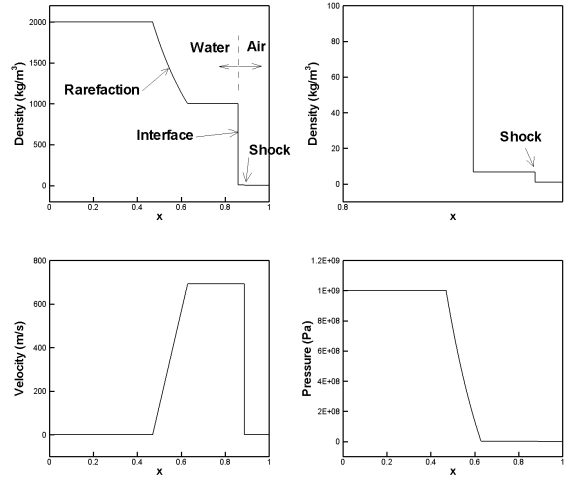 Density (kg/m³)
2000
1500
1000
500
0
0
0.2
0.4
0.6
0.8
1
x
Water
Air
Rarefaction
Interface
Shock
Density (kg/m³)
100
80
60
40
20
0
0.8
x
Shock
Velocity (m/s)
800
600
400
200
0
0
0.2
0.4
0.6
0.8
1
x
Pressure (Pa)
1.2E+09
1E+09
8E+08
6E+08
4E+08
2E+08
0
0
0.2
0.4
0.6
0.8
1
x